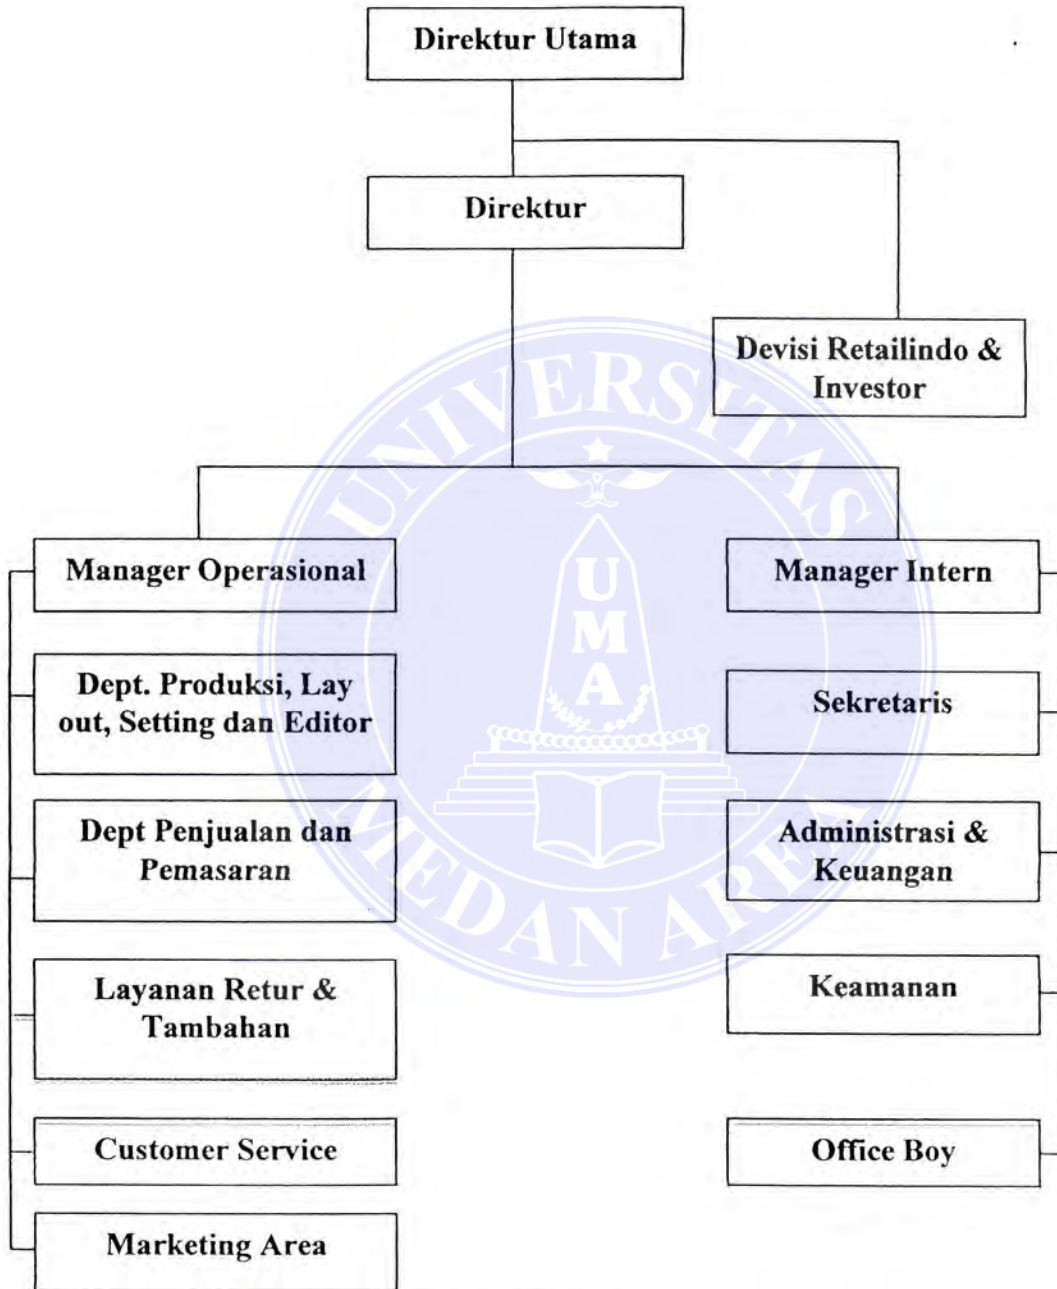 Direktur Utama
Direktur
Devisi Retailindo &
Investor
Manager Operasional
Manager Intern
Dept. Produksi, Lay
out, Setting dan Editor
Sekretaris
Dept Penjualan dan
Pemasaran
Administrasi &
Keuangan
Layanan Retur &
Tambahan
Keamanan
Customer Service
Office Boy
Marketing Area
UNIVERSITAS
MEDAN AREA
U
M
A